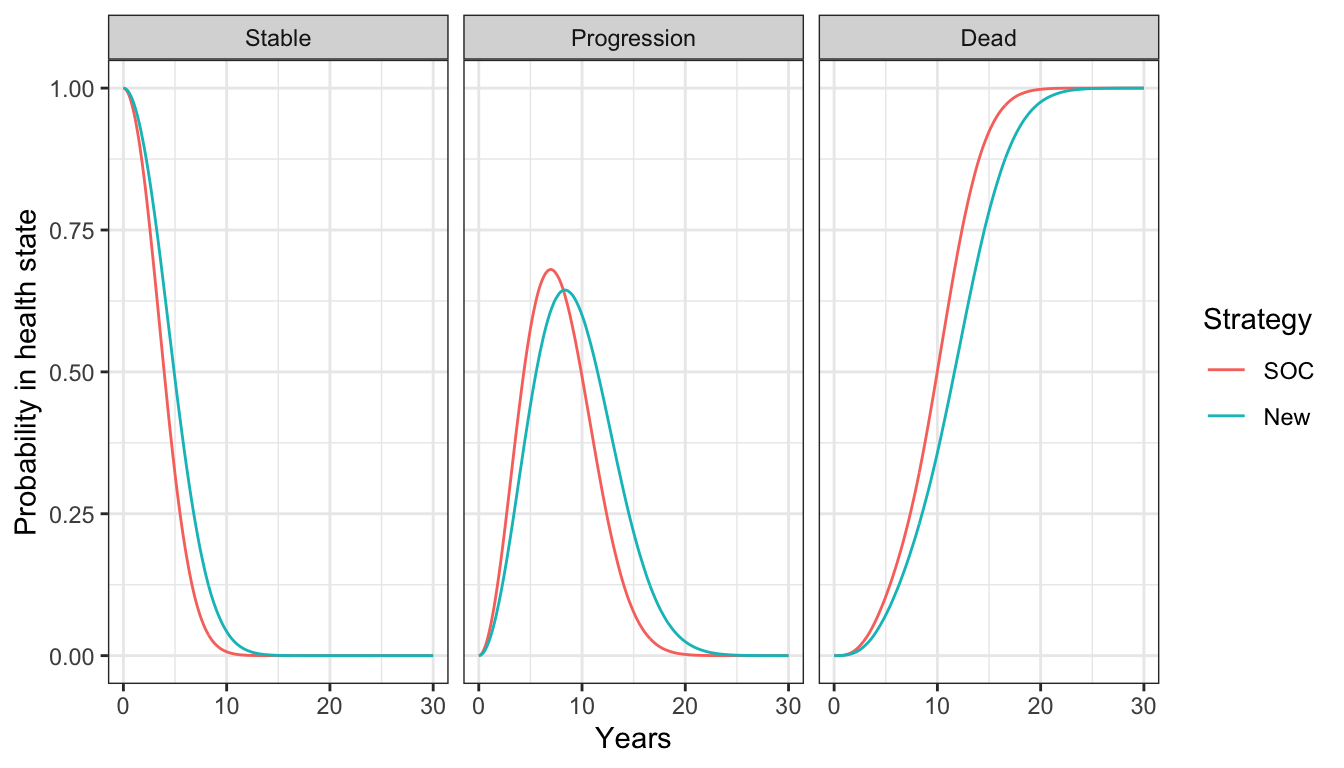 Stable Progression Dead
1.00
0.75
0.50
0.25
0.00
Probability in health state
0 10 20 30 0 10 20 30 0 10 20 30
Years
Strategy
SOC
New